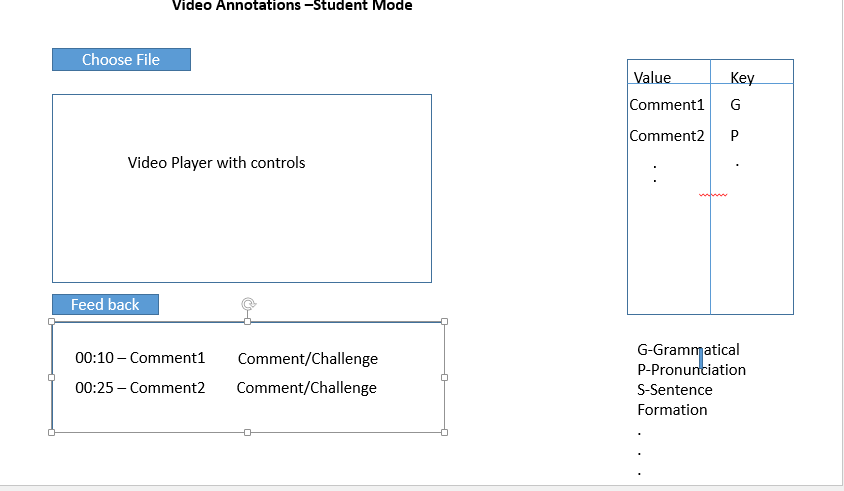 Video Annotations –Student Mode
Choose File
Video Player with controls
Feed back
00:10 – Comment1 Comment/Challenge
00:25 – Comment2 Comment/Challenge
Value Key
Comment1 G
Comment2 P
. .
.
G-Grammatical
P-Pronunciation
S-Sentence
Formation
.
.
.